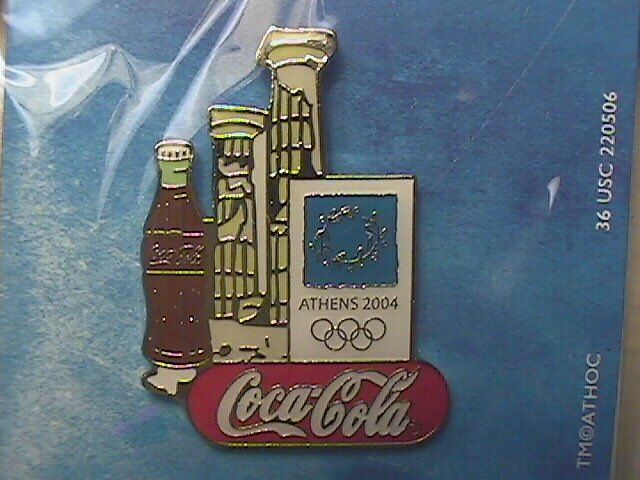 ATHENS 2004
Coca-Cola
Coca-Cola
36 USC 220506
TM©ATHOC